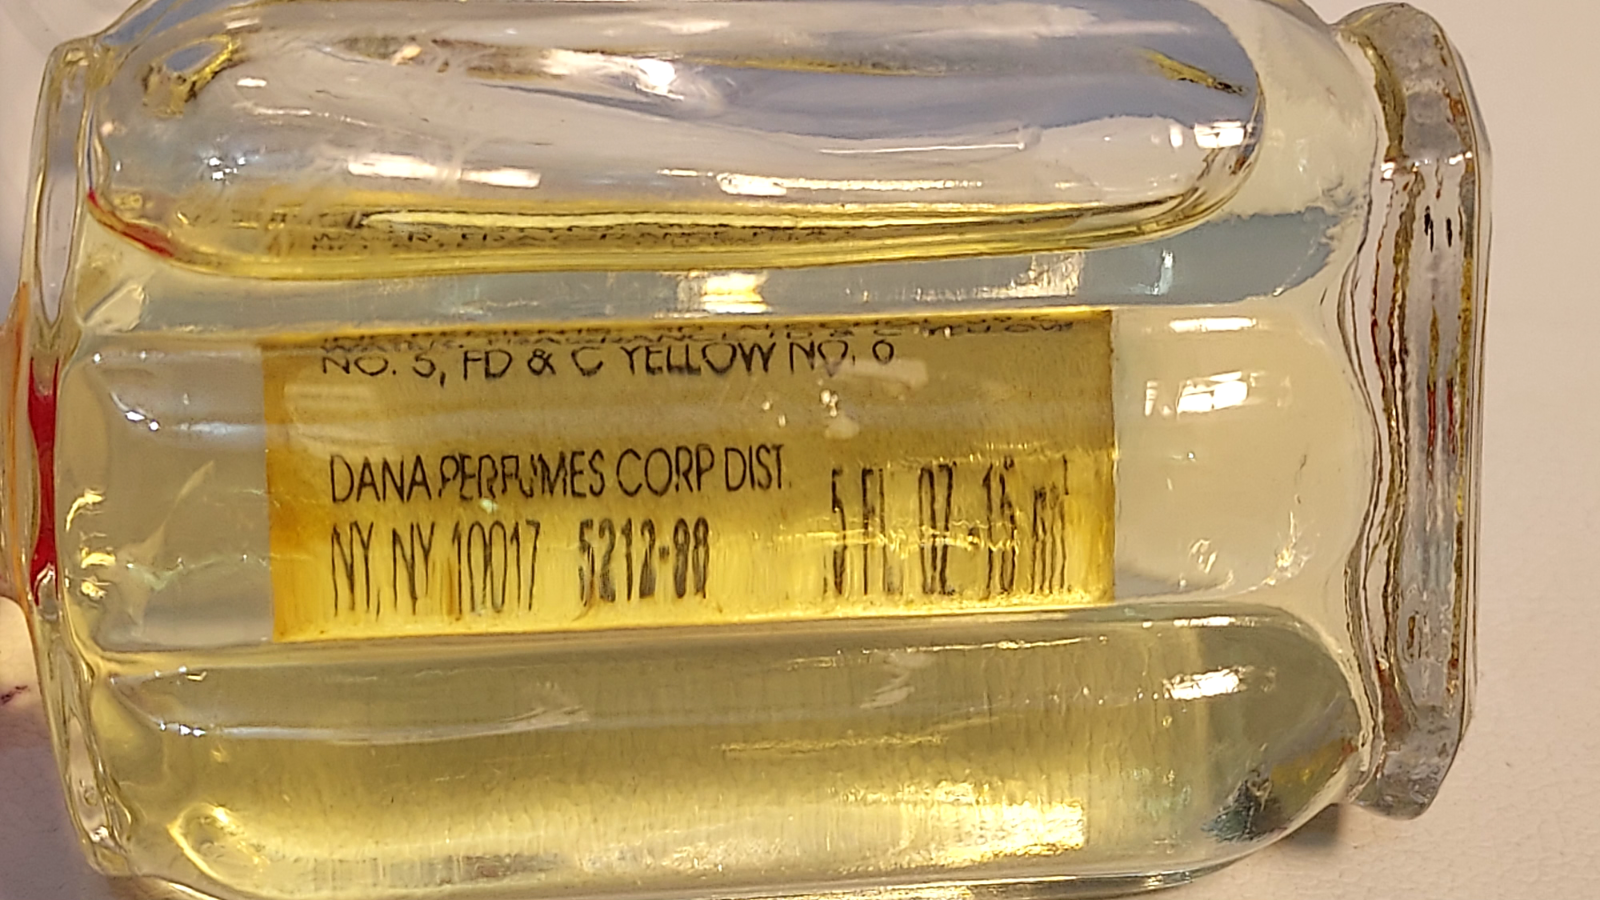 NO. 5, FD & C YELLOW NO. 6
DANA PERFUMES CORP DIST.
NY, NY 10017 5212-98 .5 FL OZ 15 ml